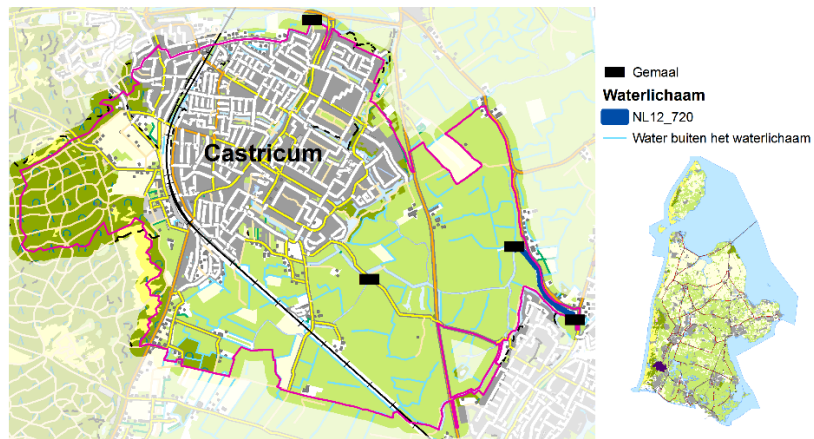 Castricum
Gemaal
Waterlichaam
NL12_720
Water buiten het waterlichaam